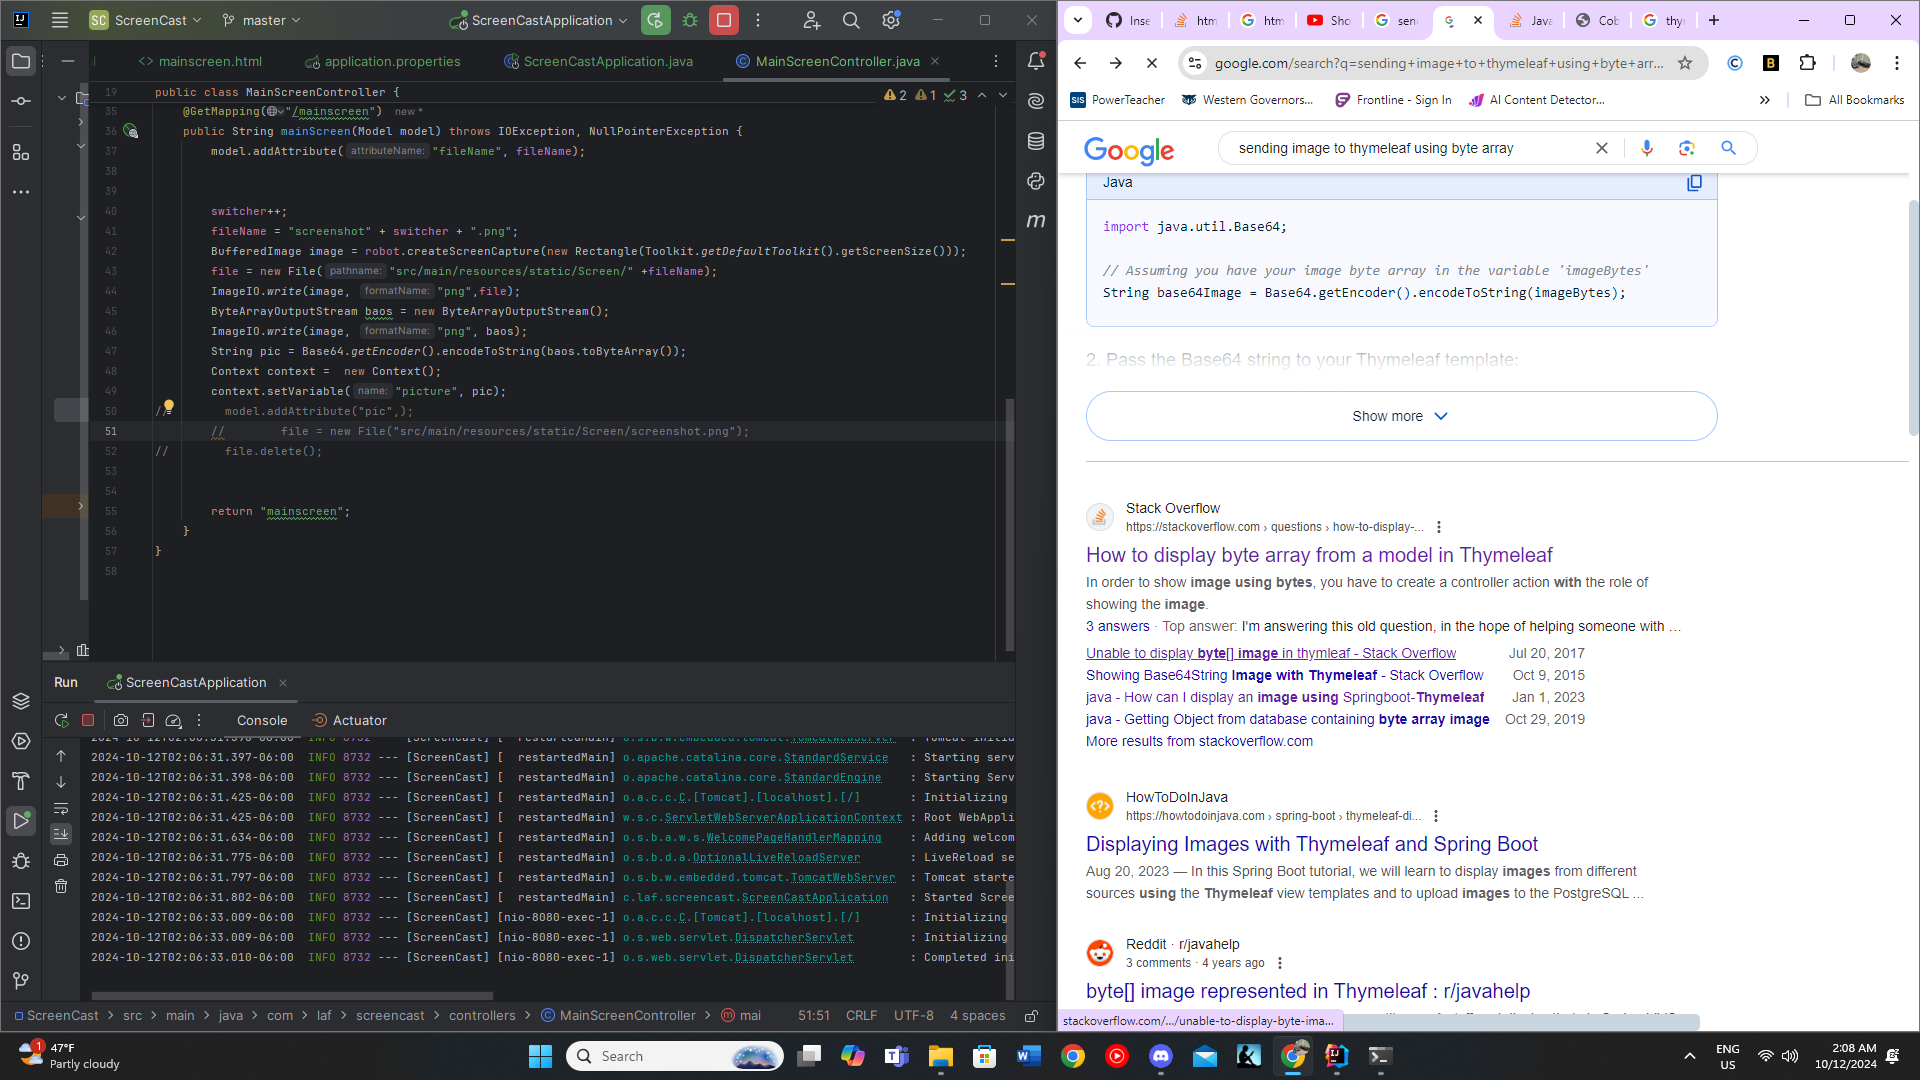 SC ScreenCast master ScreenCastApplication
mainscreen.html application.properties ScreenCastApplication.java MainScreenController.java
19 public class MainScreenController { 2 1 3
35 @GetMapping("/mainscreen") new *
36 public String mainScreen(Model model) throws IOException, NullPointerException {
37 model.addAttribute( attributeName: "fileName", fileName);
38
39
40 switcher++;
41 fileName = "screenshot" + switcher + ".png";
42 BufferedImage image = robot.createScreenCapture(new Rectangle(Toolkit.getDefaultToolkit().getScreenSize()));
43 file = new File( pathname: "src/main/resources/static/Screen/" +fileName);
44 ImageIO.write(image, formatName: "png",file);
45 ByteArrayOutputStream baos = new ByteArrayOutputStream();
46 ImageIO.write(image, formatName: "png", baos);
47 String pic = Base64.getEncoder().encodeToString(baos.toByteArray());
48 Context context = new Context();
49 context.setVariable( name: "picture", pic);
50 // model.addAttribute("pic",);
51 // file = new File("src/main/resources/static/Screen/screenshot.png");
52 // file.delete();
53
54
55 return "mainscreen";
56 }
57 }
58
Run ScreenCastApplication
Console Actuator
2024-10-12T02:06:31.397-06:00 INFO 8732 --- [ScreenCast] [ restartedMain] o.apache.catalina.core.StandardService : Starting serv
2024-10-12T02:06:31.398-06:00 INFO 8732 --- [ScreenCast] [ restartedMain] o.apache.catalina.core.StandardEngine : Starting Serv
2024-10-12T02:06:31.425-06:00 INFO 8732 --- [ScreenCast] [ restartedMain] o.a.c.c.C.[Tomcat].[localhost].[/] : Initializing
2024-10-12T02:06:31.425-06:00 INFO 8732 --- [ScreenCast] [ restartedMain] w.s.c.ServletWebServerApplicationContext : Root WebAppli
2024-10-12T02:06:31.634-06:00 INFO 8732 --- [ScreenCast] [ restartedMain] o.s.b.a.w.s.WelcomePageHandlerMapping : Adding welcom
2024-10-12T02:06:31.775-06:00 INFO 8732 --- [ScreenCast] [ restartedMain] o.s.b.d.a.OptionalLiveReloadServer : LiveReload se
2024-10-12T02:06:31.797-06:00 INFO 8732 --- [ScreenCast] [ restartedMain] o.s.b.w.embedded.tomcat.TomcatWebServer : Tomcat starte
2024-10-12T02:06:31.802-06:00 INFO 8732 --- [ScreenCast] [ restartedMain] c.laf.screencast.ScreenCastApplication : Started Scree
2024-10-12T02:06:33.009-06:00 INFO 8732 --- [ScreenCast] [nio-8080-exec-1] o.a.c.c.C.[Tomcat].[localhost].[/] : Initializing
2024-10-12T02:06:33.009-06:00 INFO 8732 --- [ScreenCast] [nio-8080-exec-1] o.s.web.servlet.DispatcherServlet : Initializing
2024-10-12T02:06:33.010-06:00 INFO 8732 --- [ScreenCast] [nio-8080-exec-1] o.s.web.servlet.DispatcherServlet : Completed ini
ScreenCast > src > main > java > com > laf > screencast > controllers > MainScreenController > mai 51:51 CRLF UTF-8 4 spaces
Inse htm htm Sho sen Java Cob thy
google.com/search?q=sending+image+to+thymeleaf+using+byte+arr...
PowerTeacher Western Governors... Frontline - Sign In AI Content Detector... All Bookmarks
Google sending image to thymeleaf using byte array
Java
import java.util.Base64;
// Assuming you have your image byte array in the variable 'imageBytes'
String base64Image = Base64.getEncoder().encodeToString(imageBytes);
2. Pass the Base64 string to your Thymeleaf template:
Show more
Stack Overflow
https://stackoverflow.com › questions › how-to-display-...
How to display byte array from a model in Thymeleaf
In order to show image using bytes, you have to create a controller action with the role of
showing the image.
3 answers · Top answer: I'm answering this old question, in the hope of helping someone with …
Unable to display byte[] image in thymleaf - Stack Overflow Jul 20, 2017
Showing Base64String Image with Thymeleaf - Stack Overflow Oct 9, 2015
java - How can I display an image using Springboot-Thymeleaf Jan 1, 2023
java - Getting Object from database containing byte array image Oct 29, 2019
More results from stackoverflow.com
HowToDoInJava
https://howtodoinjava.com › spring-boot › thymeleaf-di...
Displaying Images with Thymeleaf and Spring Boot
Aug 20, 2023 — In this Spring Boot tutorial, we will learn to display images from different
sources using the Thymeleaf view templates and to upload images to the PostgreSQL ...
Reddit · r/javahelp
3 comments · 4 years ago
byte[] image represented in Thymeleaf : r/javahelp
stackoverflow.com/.../unable-to-display-byte-ima...
1 47°F
Partly cloudy
Search
ENG
US
2:08 AM
10/12/2024